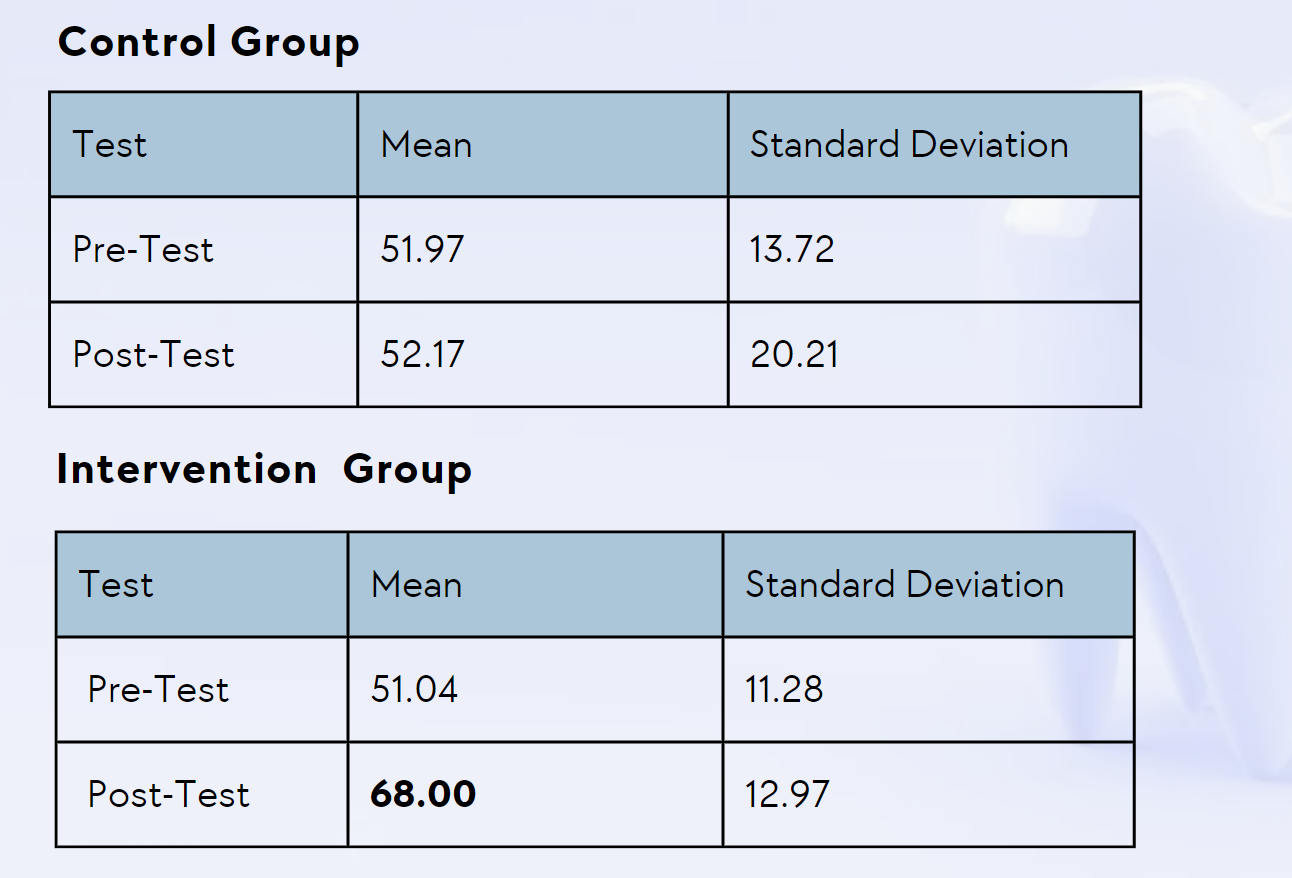 Control Group
Test Mean Standard Deviation
Pre-Test 51.97 13.72
Post-Test 52.17 20.21
Intervention Group
Test Mean Standard Deviation
Pre-Test 51.04 11.28
Post-Test 68.00 12.97